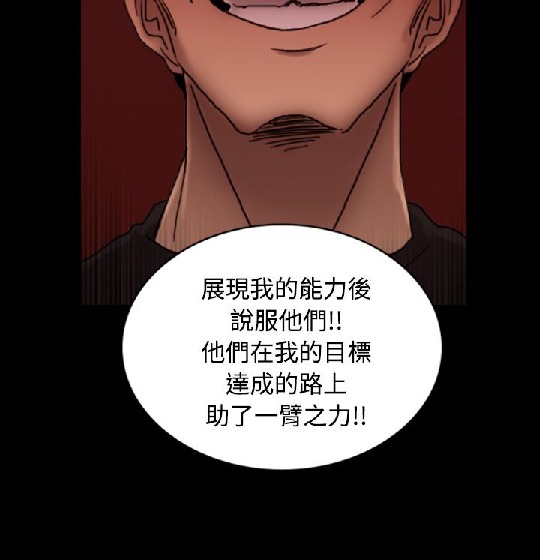 展現我的能力後
說服他們!!
他們在我的目標
達成的路上
助了一臂之力!!